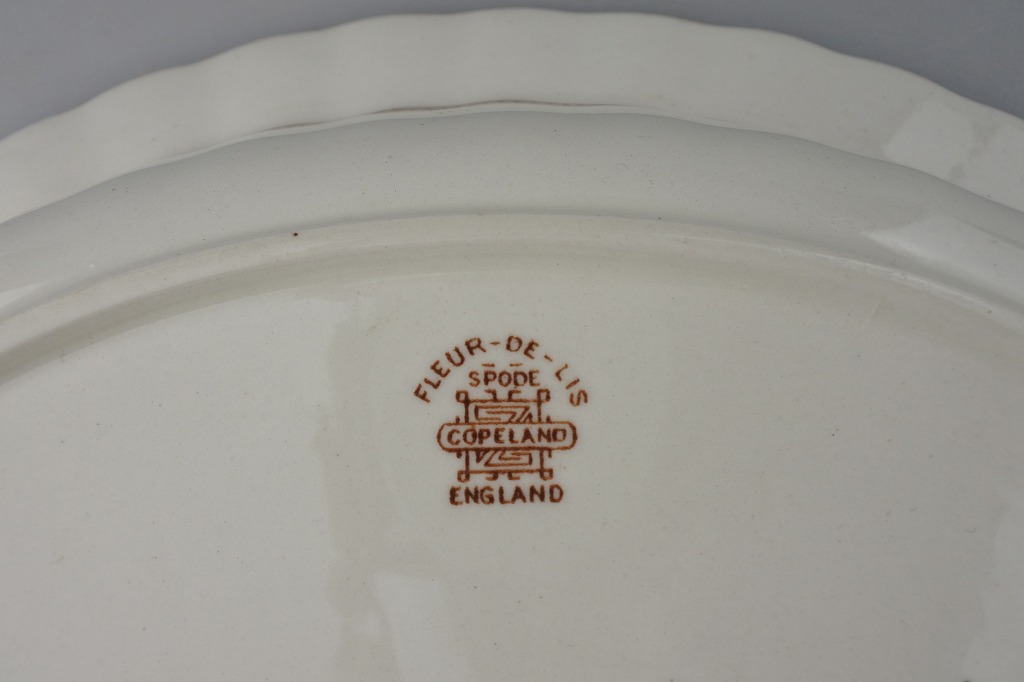 FLEUR-DE-LIS
SPODE
COPELAND
ENGLAND